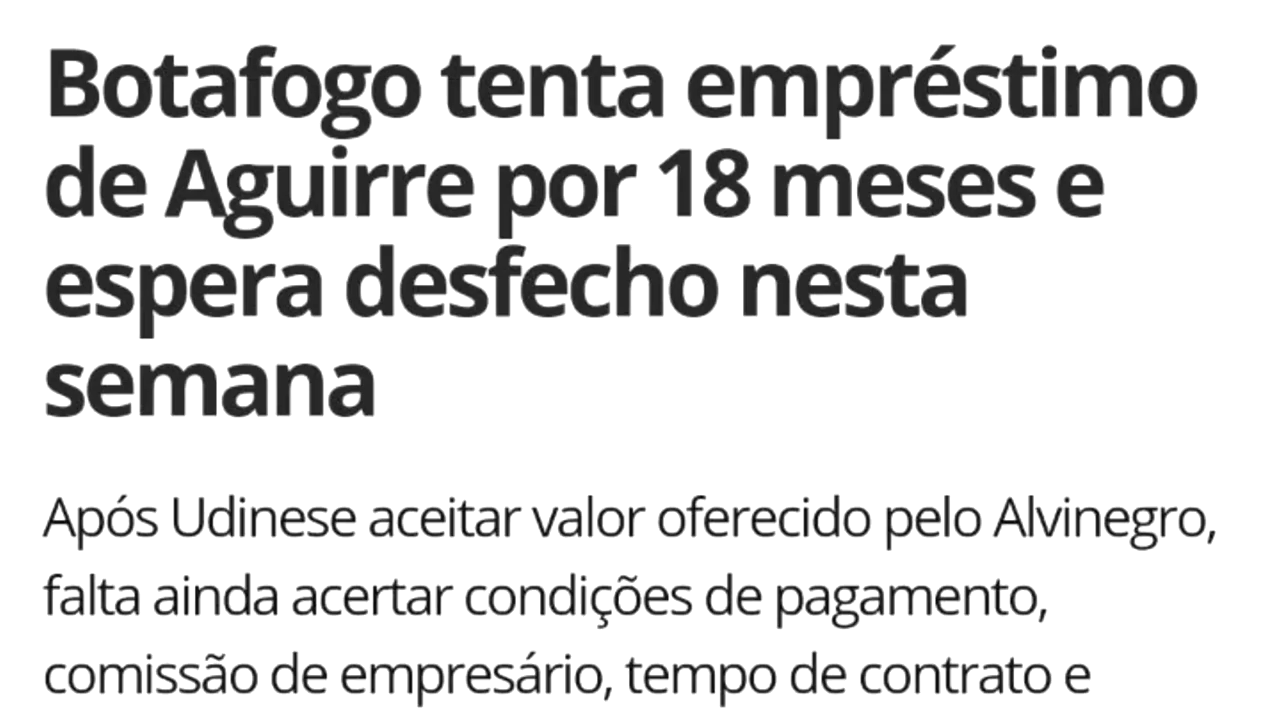 Botafogo tenta empréstimo
de Aguirre por 18 meses e
espera desfecho nesta
semana
Após Udinese aceitar valor oferecido pelo Alvinegro,
falta ainda acertar condições de pagamento,
comissão de empresário, tempo de contrato e